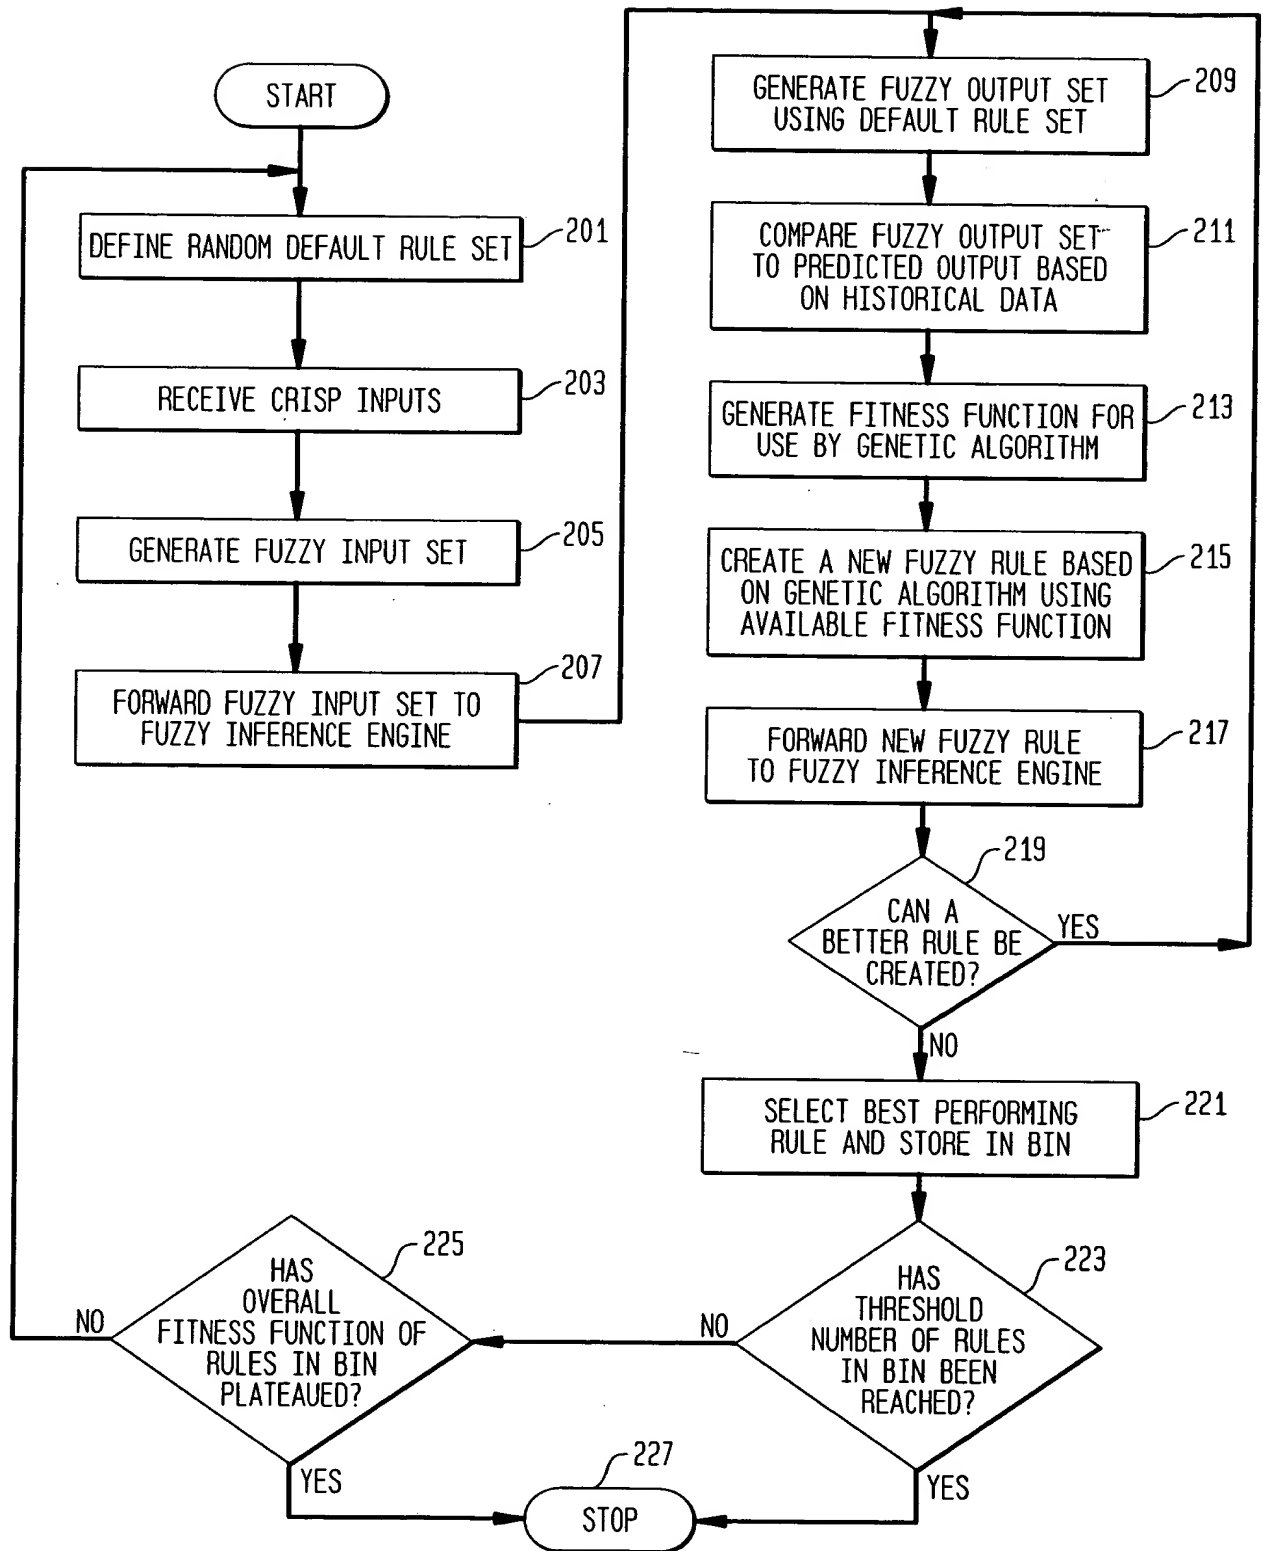 START
DEFINE RANDOM DEFAULT RULE SET
201
RECEIVE CRISP INPUTS
203
GENERATE FUZZY INPUT SET
205
FORWARD FUZZY INPUT SET TO
FUZZY INFERENCE ENGINE
207
GENERATE FUZZY OUTPUT SET
USING DEFAULT RULE SET
209
COMPARE FUZZY OUTPUT SET
TO PREDICTED OUTPUT BASED
ON HISTORICAL DATA
211
GENERATE FITNESS FUNCTION FOR
USE BY GENETIC ALGORITHM
213
CREATE A NEW FUZZY RULE BASED
ON GENETIC ALGORITHM USING
AVAILABLE FITNESS FUNCTION
215
FORWARD NEW FUZZY RULE
TO FUZZY INFERENCE ENGINE
217
CAN A
BETTER RULE BE
CREATED?
219
YES
NO
SELECT BEST PERFORMING
RULE AND STORE IN BIN
221
HAS
THRESHOLD
NUMBER OF RULES
IN BIN BEEN
REACHED?
223
NO
YES
HAS
OVERALL
FITNESS FUNCTION OF
RULES IN BIN
PLATEAUED?
225
NO
YES
STOP
227